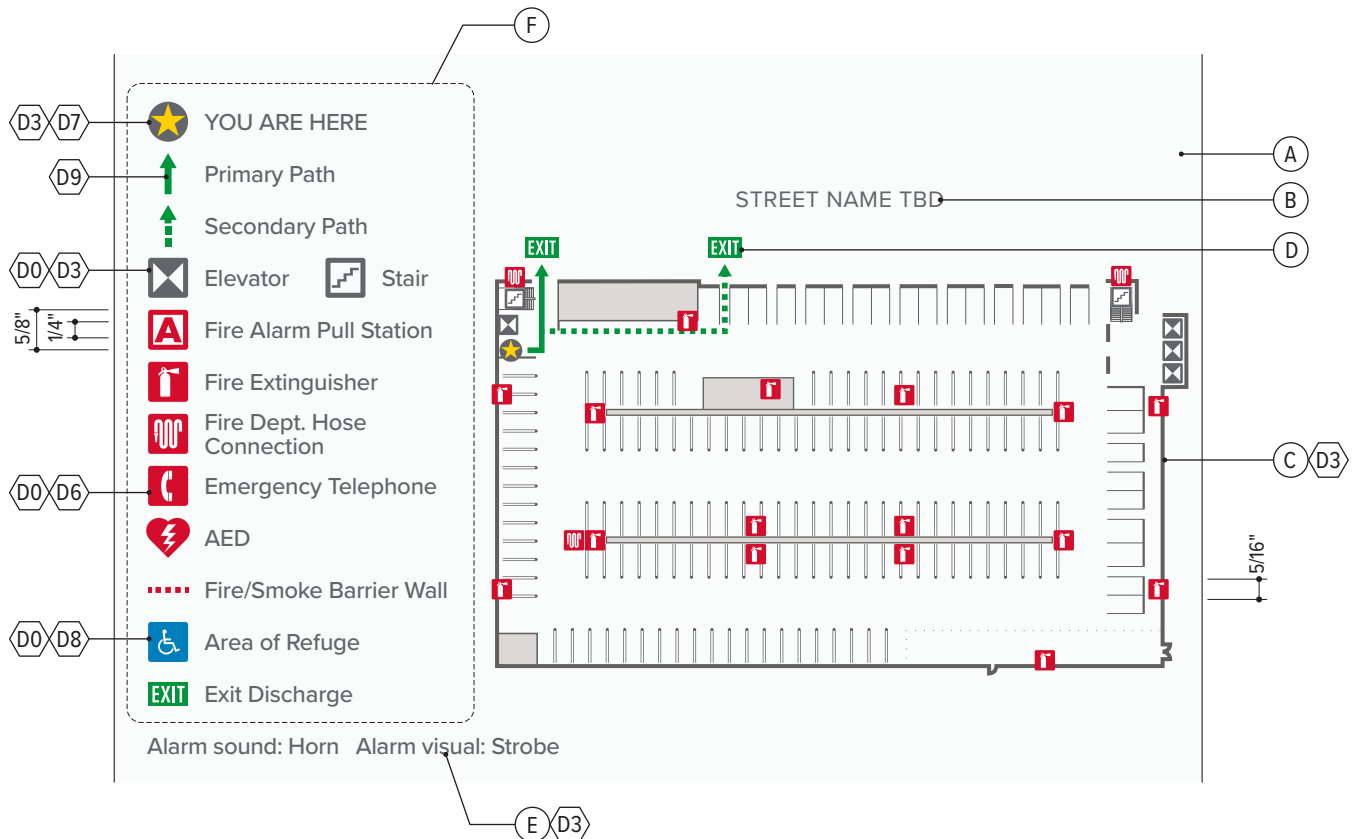 F
D3 D7 YOU ARE HERE
A
D9 Primary Path
STREET NAME TBD B
Secondary Path
EXIT EXIT D
D0 D3 Elevator Stair
5/8" 1/4" A Fire Alarm Pull Station
Fire Extinguisher
Fire Dept. Hose
Connection
C D3
D0 D6 Emergency Telephone
AED
5/16"
Fire/Smoke Barrier Wall
D0 D8 Area of Refuge
EXIT Exit Discharge
Alarm sound: Horn Alarm visual: Strobe
E D3